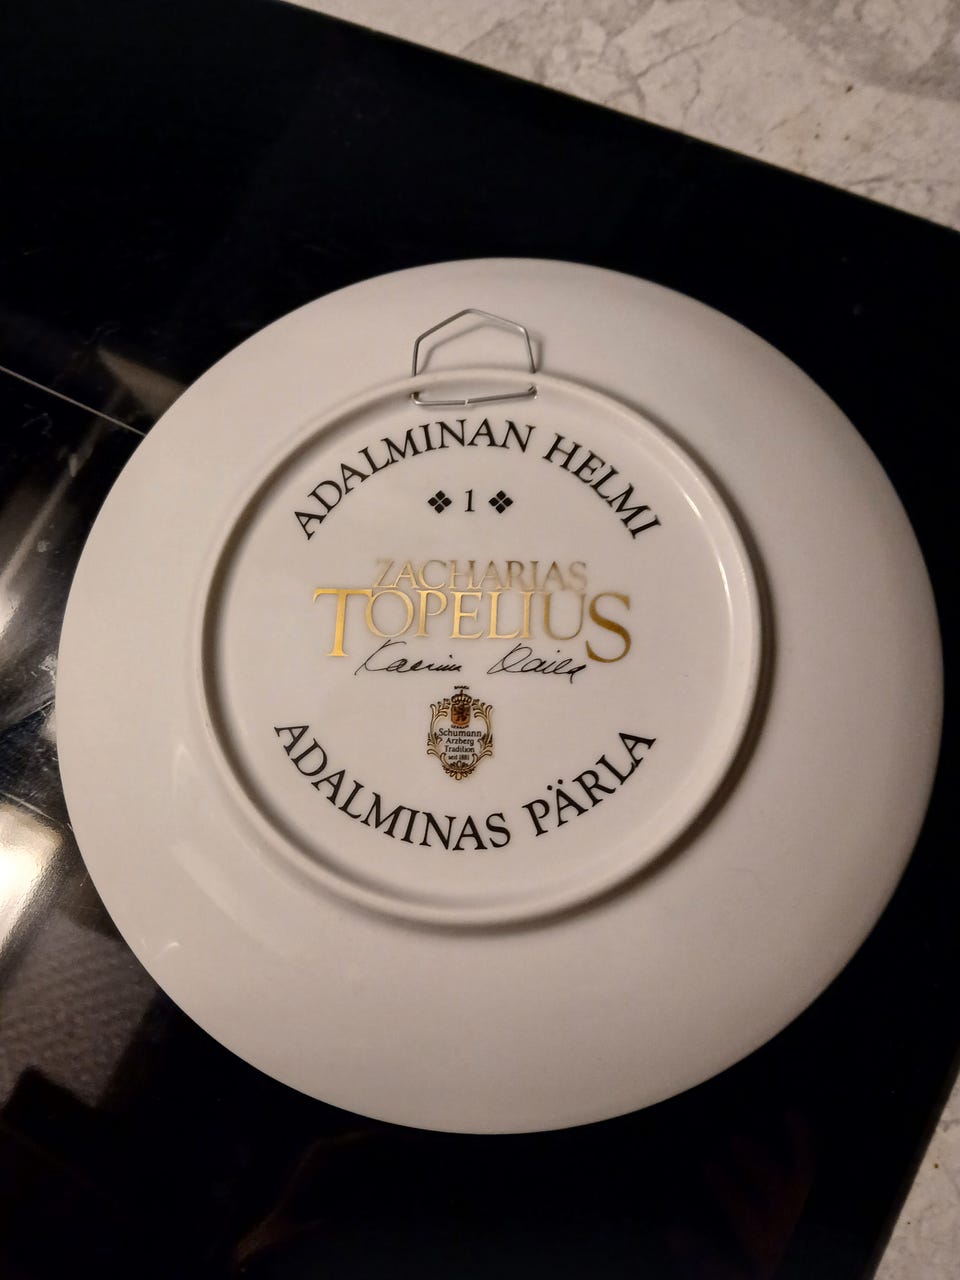 ADALMINAN HELMI
1
ZACHARIAS
TOPELIUS
Schumann
Arzberg
Tradition
seit 1881
ADALMINAS PÄRLA